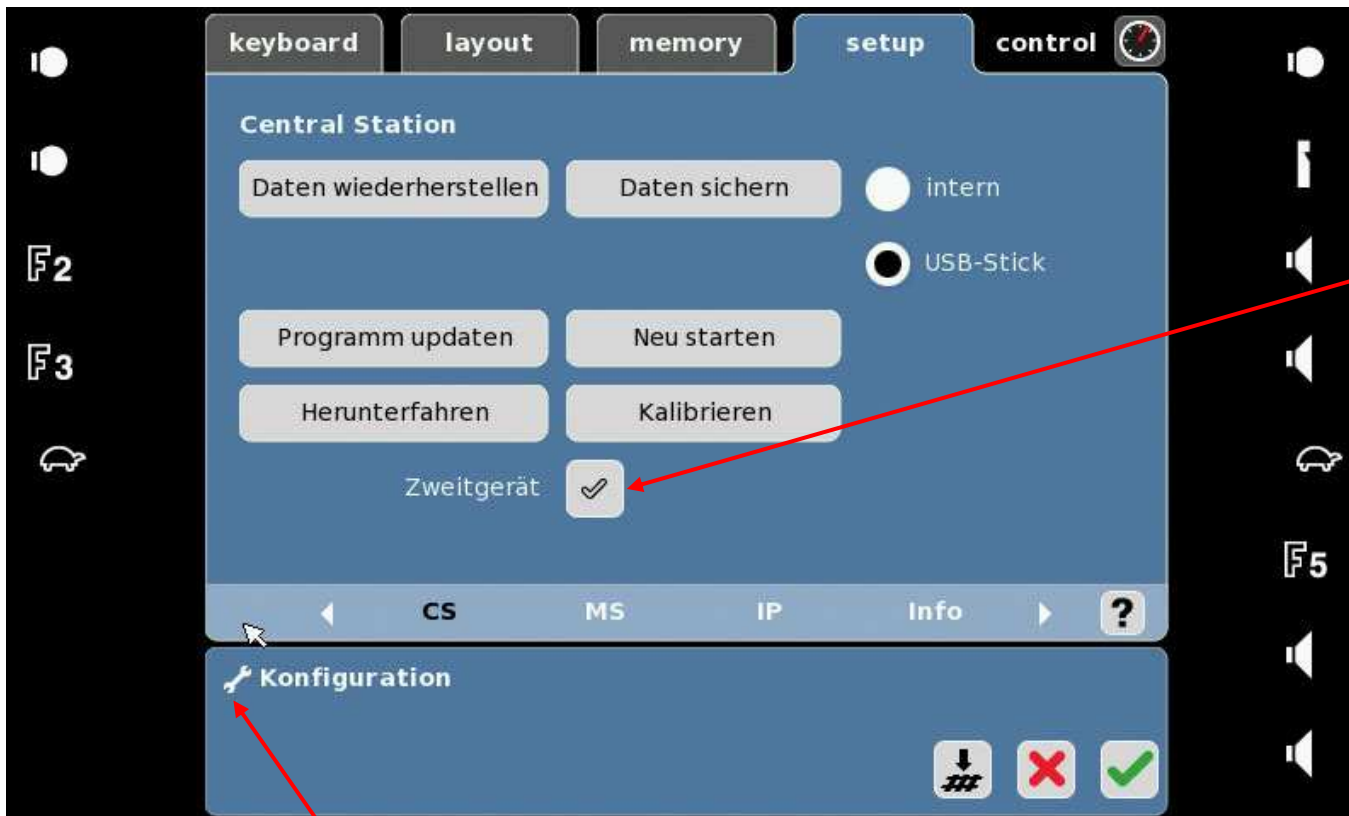 keyboard layout memory setup control
Central Station
Daten wiederherstellen Daten sichern intern
F2 USB-Stick
Programm updaten Neu starten
F3
Herunterfahren Kalibrieren
Zweitgerät
F5
CS MS IP Info ?
Konfiguration